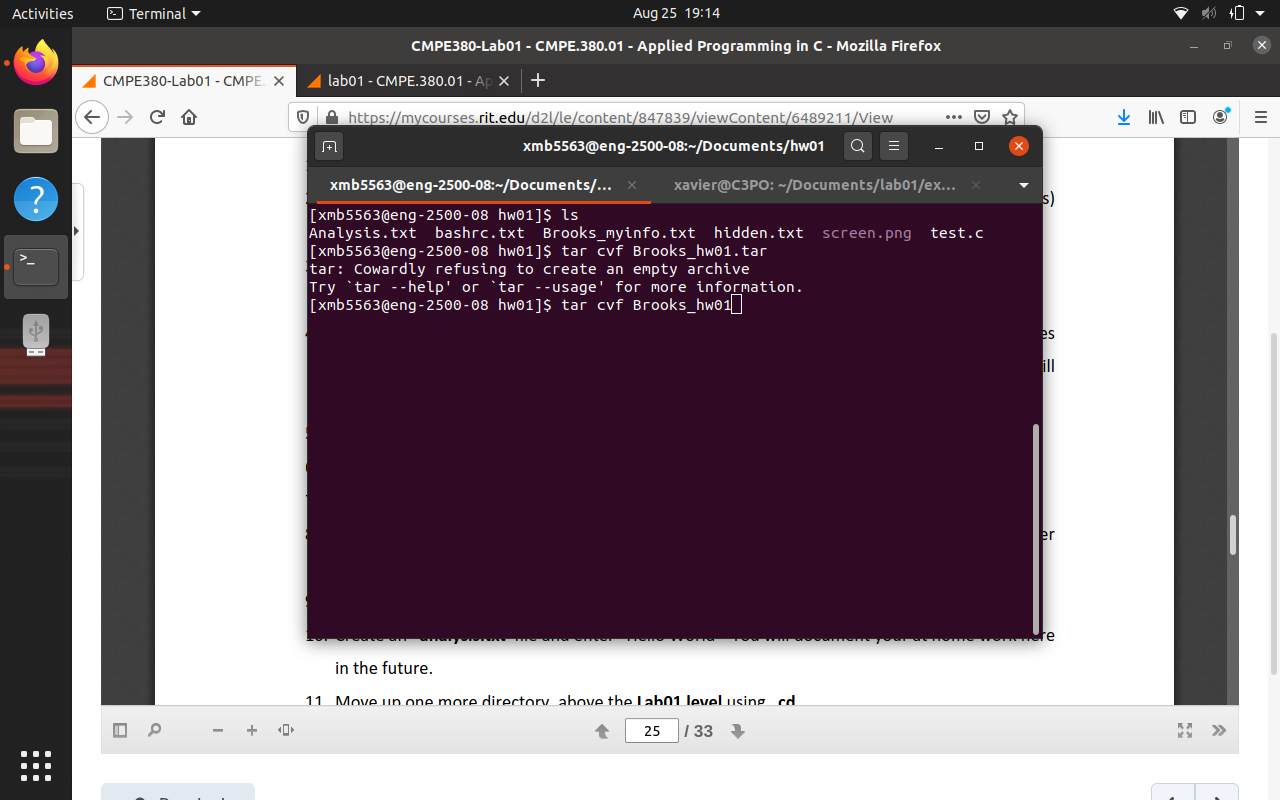 Activities
Terminal
Aug 25 19:14
CMPE380-Lab01 - CMPE.380.01 - Applied Programming in C - Mozilla Firefox
CMPE380-Lab01 - CMPE.
lab01 - CMPE.380.01 - Ap
https://mycourses.rit.edu/d2l/le/content/847839/viewContent/6489211/View
xmb5563@eng-2500-08:~/Documents/hw01
xmb5563@eng-2500-08:~/Documents/...
xavier@C3PO: ~/Documents/lab01/ex...
[xmb5563@eng-2500-08 hw01]$ ls
Analysis.txt bashrc.txt Brooks_myinfo.txt hidden.txt screen.png test.c
[xmb5563@eng-2500-08 hw01]$ tar cvf Brooks_hw01.tar
tar: Cowardly refusing to create an empty archive
Try `tar --help' or `tar --usage' for more information.
[xmb5563@eng-2500-08 hw01]$ tar cvf Brooks_hw01
in the future.
11. Move up one more directory, above the Lab01 level using
25 / 33